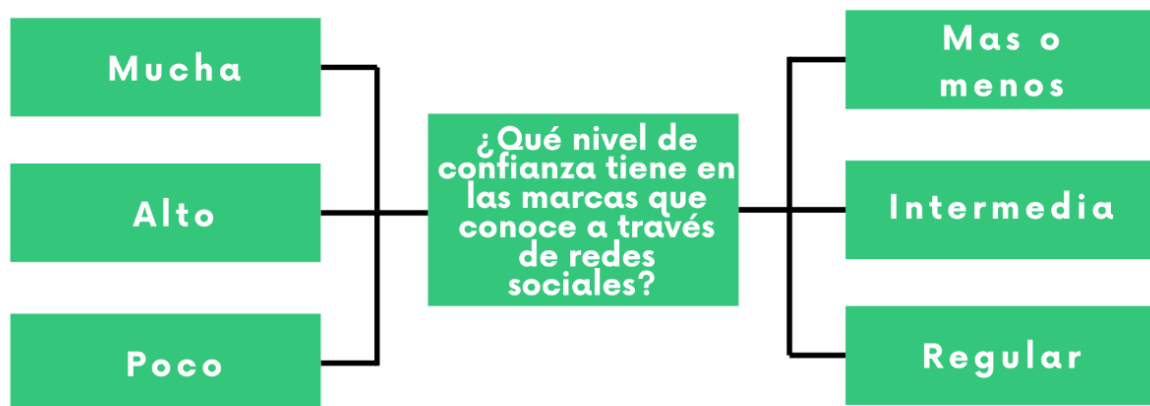 Mucha
Alto
Poco
¿Qué nivel de
confianza tiene en
las marcas que
conoce a través
de redes
sociales?
Mas o
menos
Intermedia
Regular